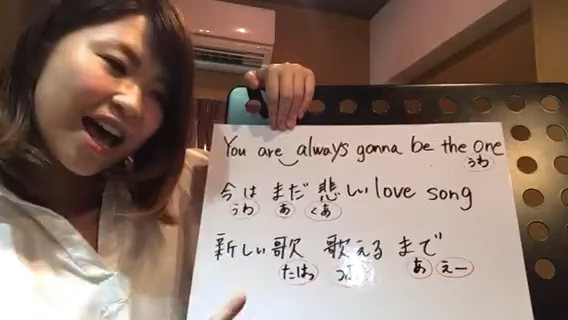 You are always gonna be the one
うわ
今は まだ 悲しい love song
うわ あ くあ
新しい歌 歌える まで
たはっ あ えー